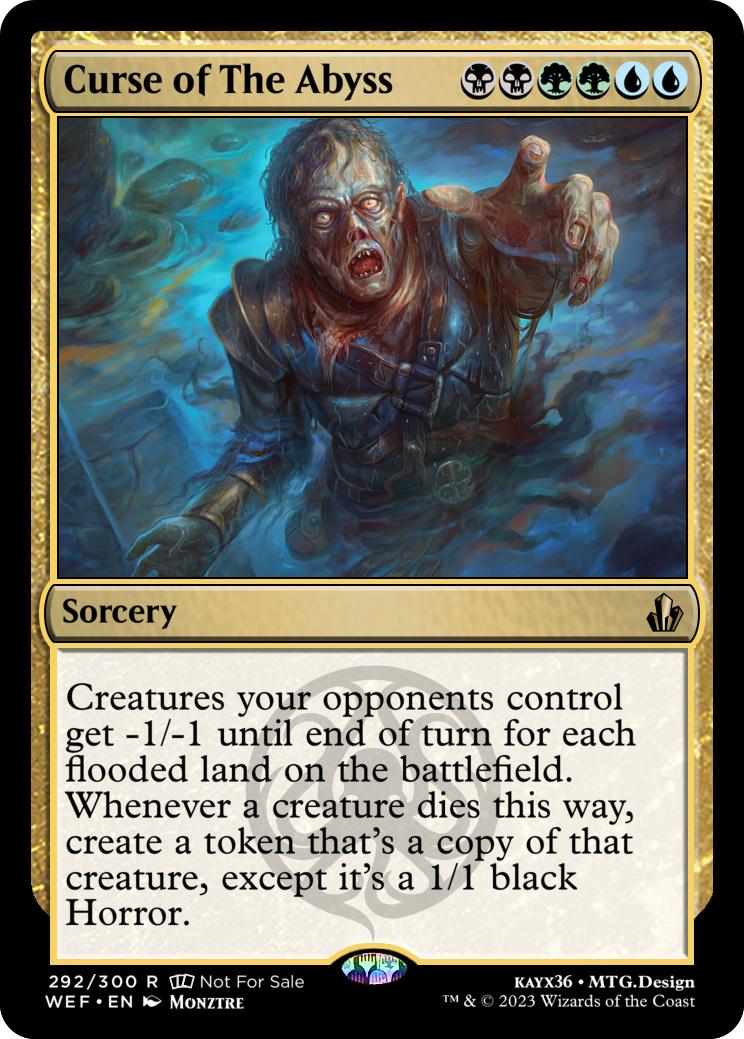 Curse of The Abyss
Sorcery
Creatures your opponents control
get -1/-1 until end of turn for each
flooded land on the battlefield.
Whenever a creature dies this way,
create a token that's a copy of that
creature, except it's a 1/1 black
Horror.
292/300 R Not For Sale
WEF • EN Monztre
kayx36 • MTG.Design
™ & © 2023 Wizards of the Coast